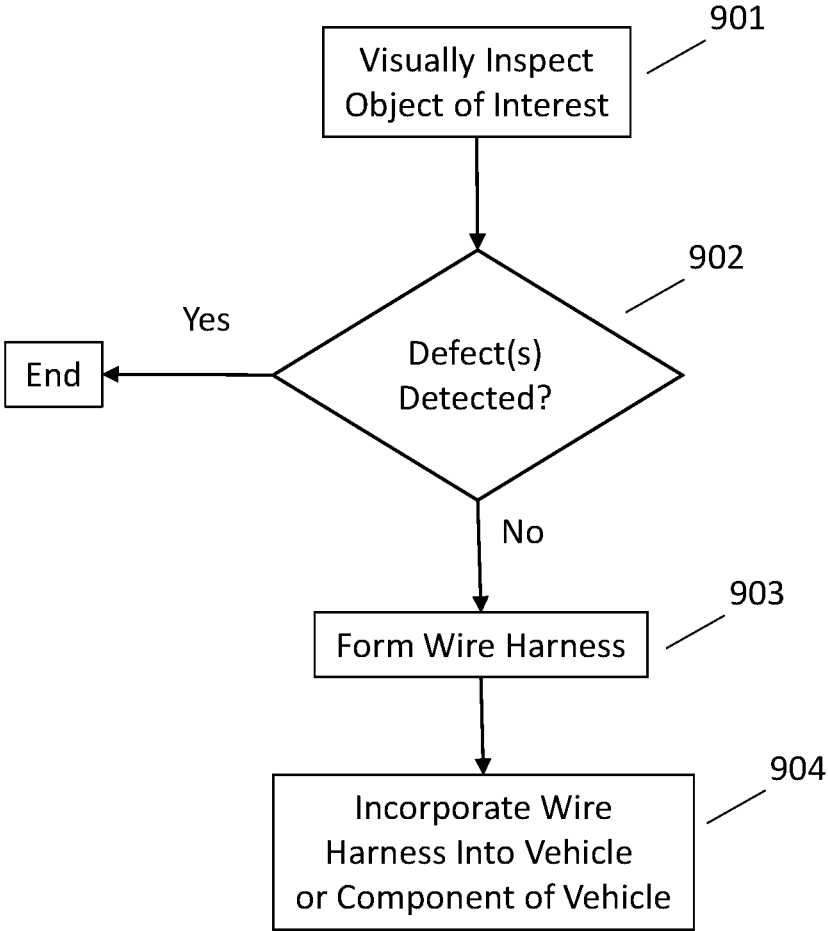 901
Visually Inspect
Object of Interest
902
Yes
Defect(s)
Detected?
End
No
903
Form Wire Harness
904
Incorporate Wire
Harness Into Vehicle
or Component of Vehicle